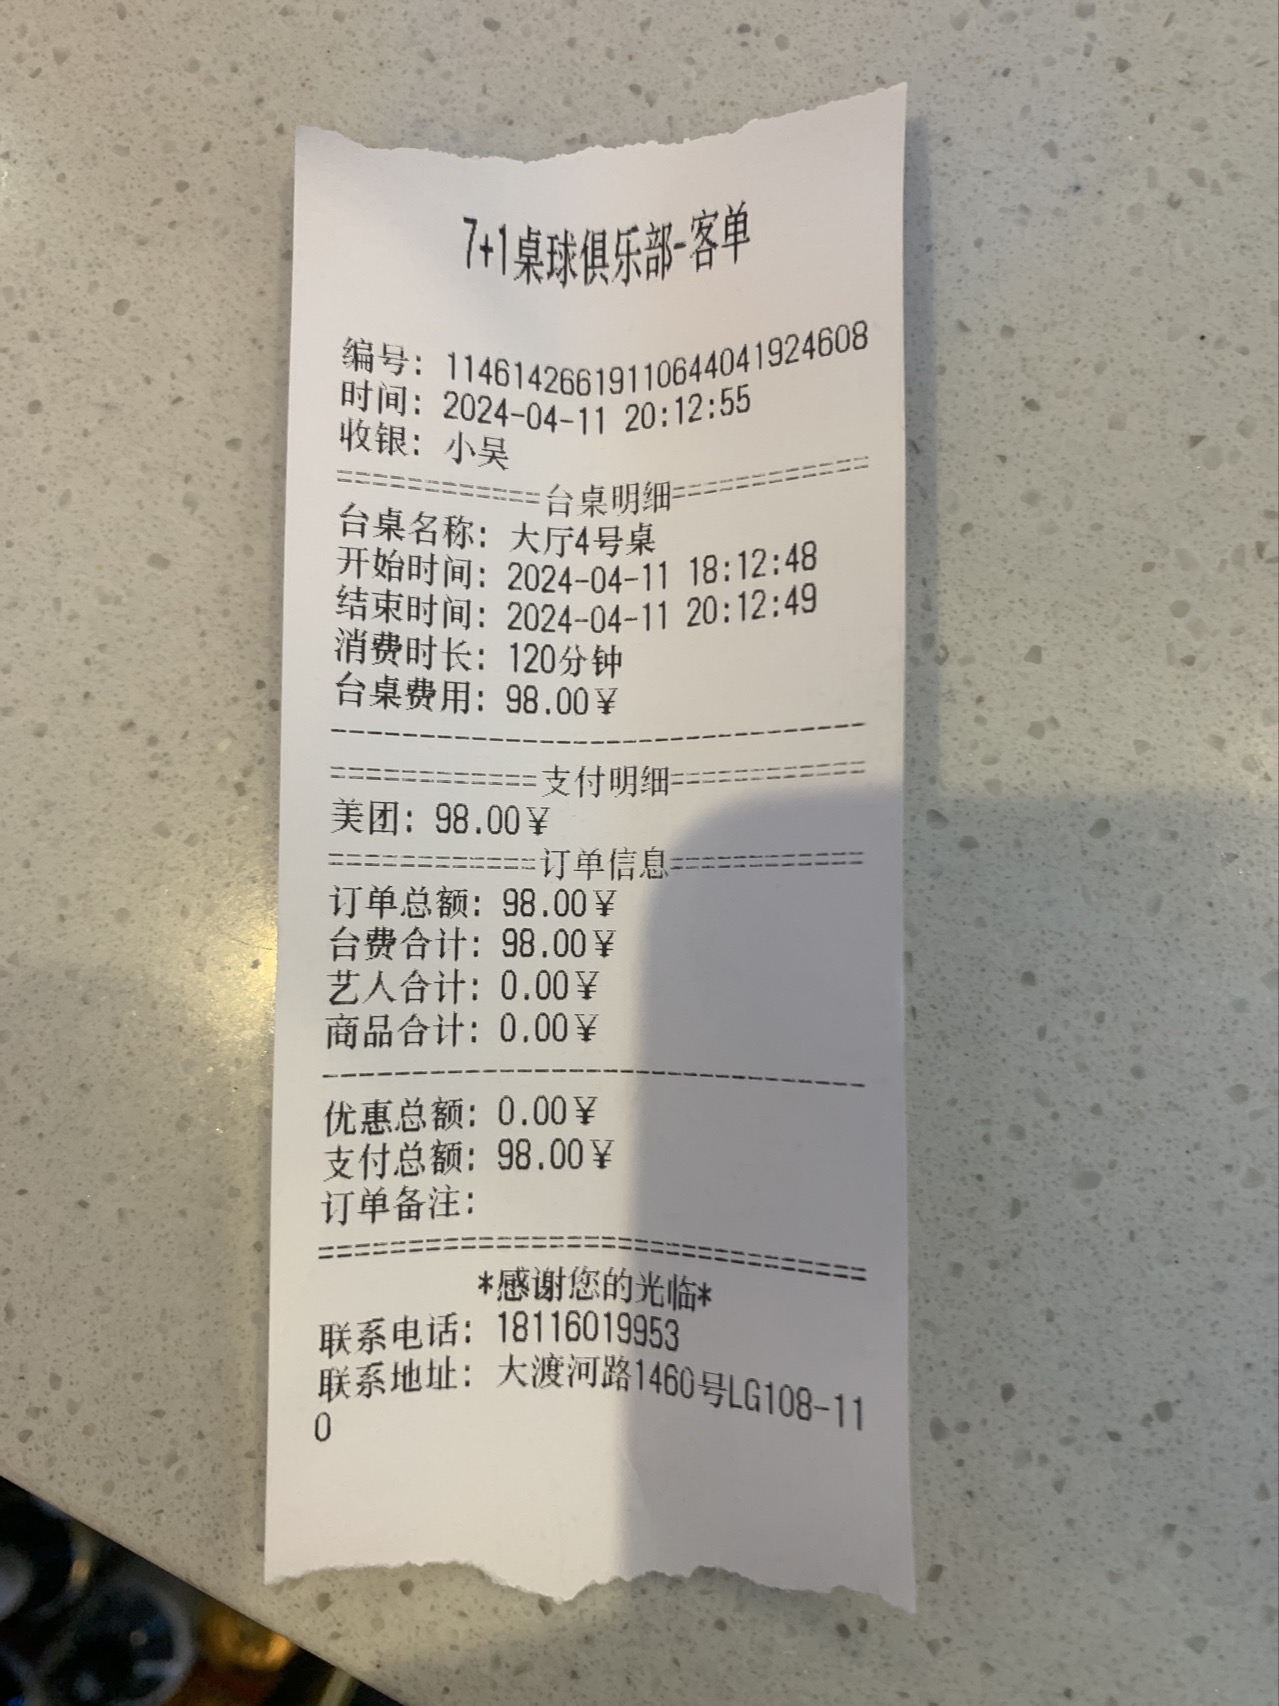 7+1桌球俱乐部-客单
编号: 1146142661911064404192​4608
时间: 2024-04-11 20:12:55
收银: 小吴
============台桌明细===========
台桌名称: 大厅4号桌
开始时间: 2024-04-11 18:12:48
结束时间: 2024-04-11 20:12:49
消费时长: 120分钟
台桌费用: 98.00¥
--------------------------------
============支付明细===========
美团: 98.00¥
============订单信息===========
订单总额: 98.00¥
台费合计: 98.00¥
艺人合计: 0.00¥
商品合计: 0.00¥
--------------------------------
优惠总额: 0.00¥
支付总额: 98.00¥
订单备注:
================================
*感谢您的光临*
联系电话: 18116019953
联系地址: 大渡河路1460号LG108-11
0